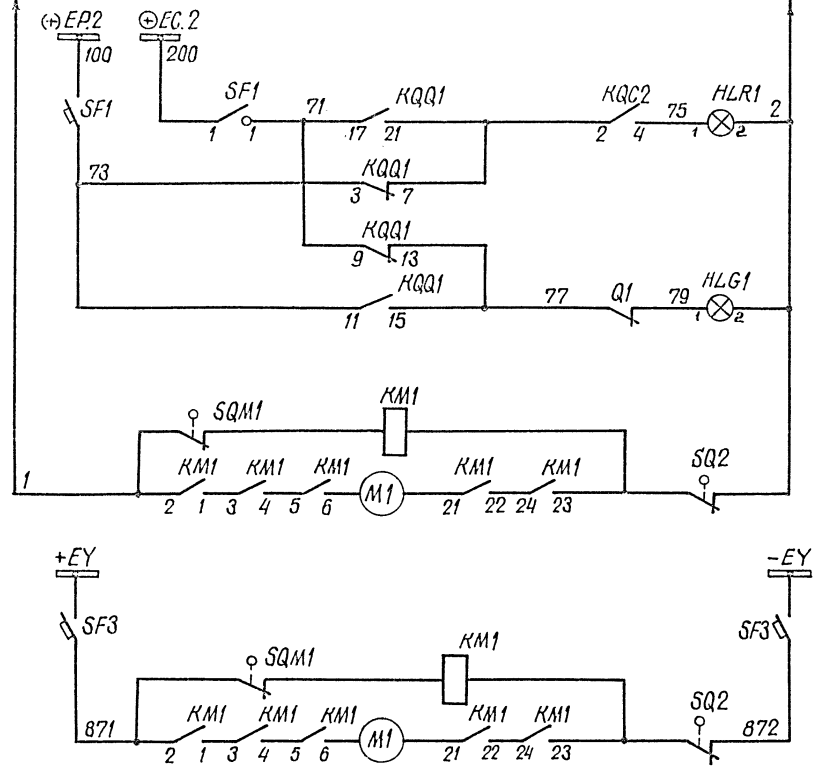 (+) EP.2 ⊕EC.2
100 200
SF1 SF1 71 KQQ1 KQC2 75 HLR1 2
1 1 17 21 2 4 1 2
73 KQQ1
3 7
KQQ1
9 13
KQQ1 77 Q1 79 HLG1
11 15 1 2
SQM1 KM1
1 KM1 KM1 KM1 M1 KM1 KM1 SQ2
2 1 3 4 5 6 21 22 24 23
+EY −EY
SF3 SF3
SQM1 KM1
871 KM1 KM1 KM1 M1 KM1 KM1 SQ2 872
2 1 3 4 5 6 21 22 24 23